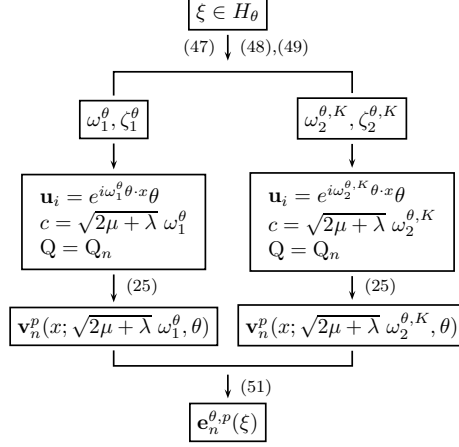 ξ ∈ H_θ
(47) (48),(49)
ω_1^θ, ζ_1^θ
ω_2^{θ,K}, ζ_2^{θ,K}
u_i = e^{iω_1^θ θ·x}θ
c = √(2μ + λ) ω_1^θ
Q = Q_n
u_i = e^{iω_2^{θ,K} θ·x}θ
c = √(2μ + λ) ω_2^{θ,K}
Q = Q_n
(25)
(25)
v_n^p(x; √(2μ + λ) ω_1^θ, θ)
v_n^p(x; √(2μ + λ) ω_2^{θ,K}, θ)
(51)
e_n^{θ,p}(ξ)